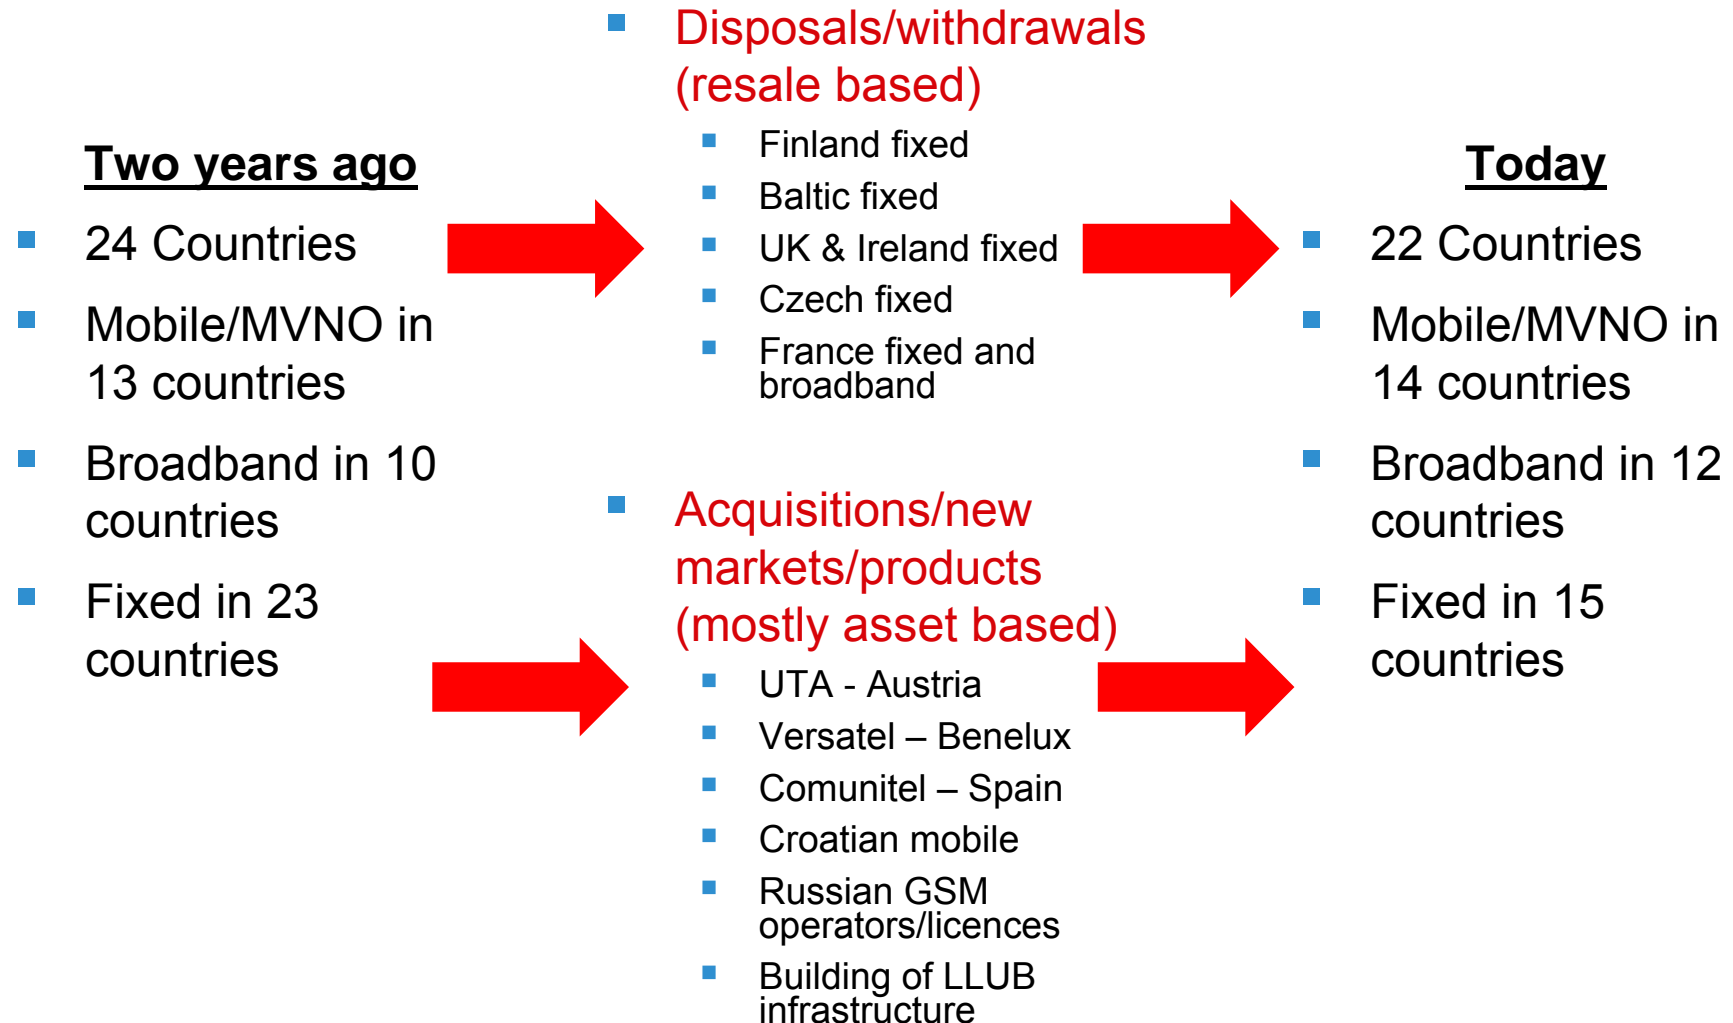 Two years ago
24 Countries
Mobile/MVNO in
13 countries
Broadband in 10
countries
Fixed in 23
countries
Disposals/withdrawals
(resale based)
Finland fixed
Baltic fixed
UK & Ireland fixed
Czech fixed
France fixed and
broadband
Acquisitions/new
markets/products
(mostly asset based)
UTA - Austria
Versatel – Benelux
Comunitel – Spain
Croatian mobile
Russian GSM
operators/licences
Building of LLUB
infrastructure
Today
22 Countries
Mobile/MVNO in
14 countries
Broadband in 12
countries
Fixed in 15
countries